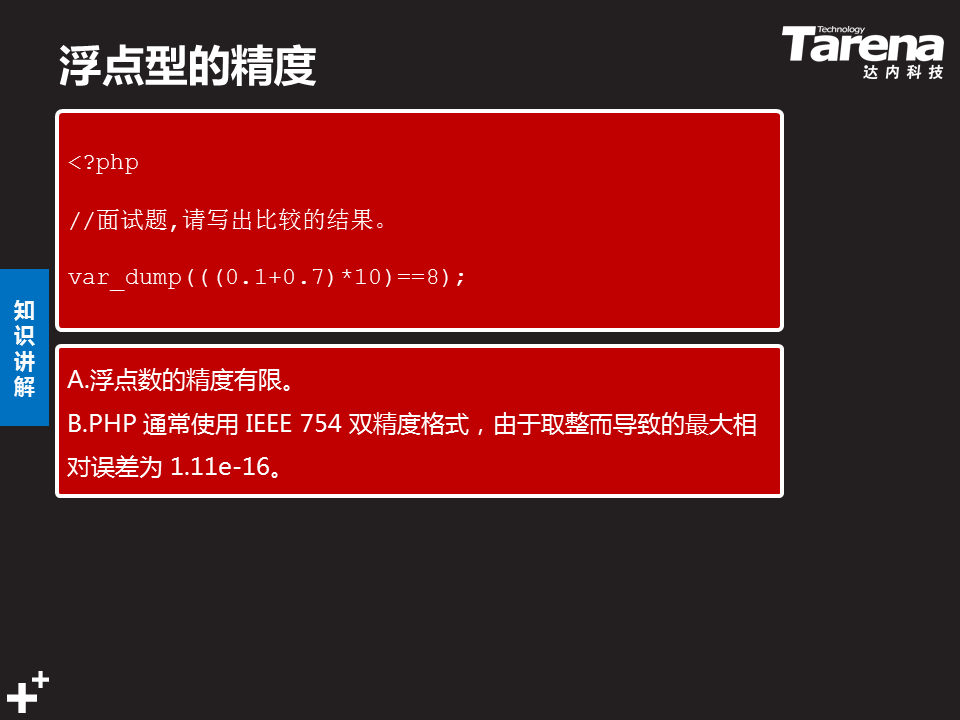 浮点型的精度
Technology
Tarena
达内科技
<?php
//面试题,请写出比较的结果。
var_dump(((0.1+0.7)*10)==8);
知识讲解
A.浮点数的精度有限。
B.PHP 通常使用 IEEE 754 双精度格式，由于取整而导致的最大相
对误差为 1.11e-16。